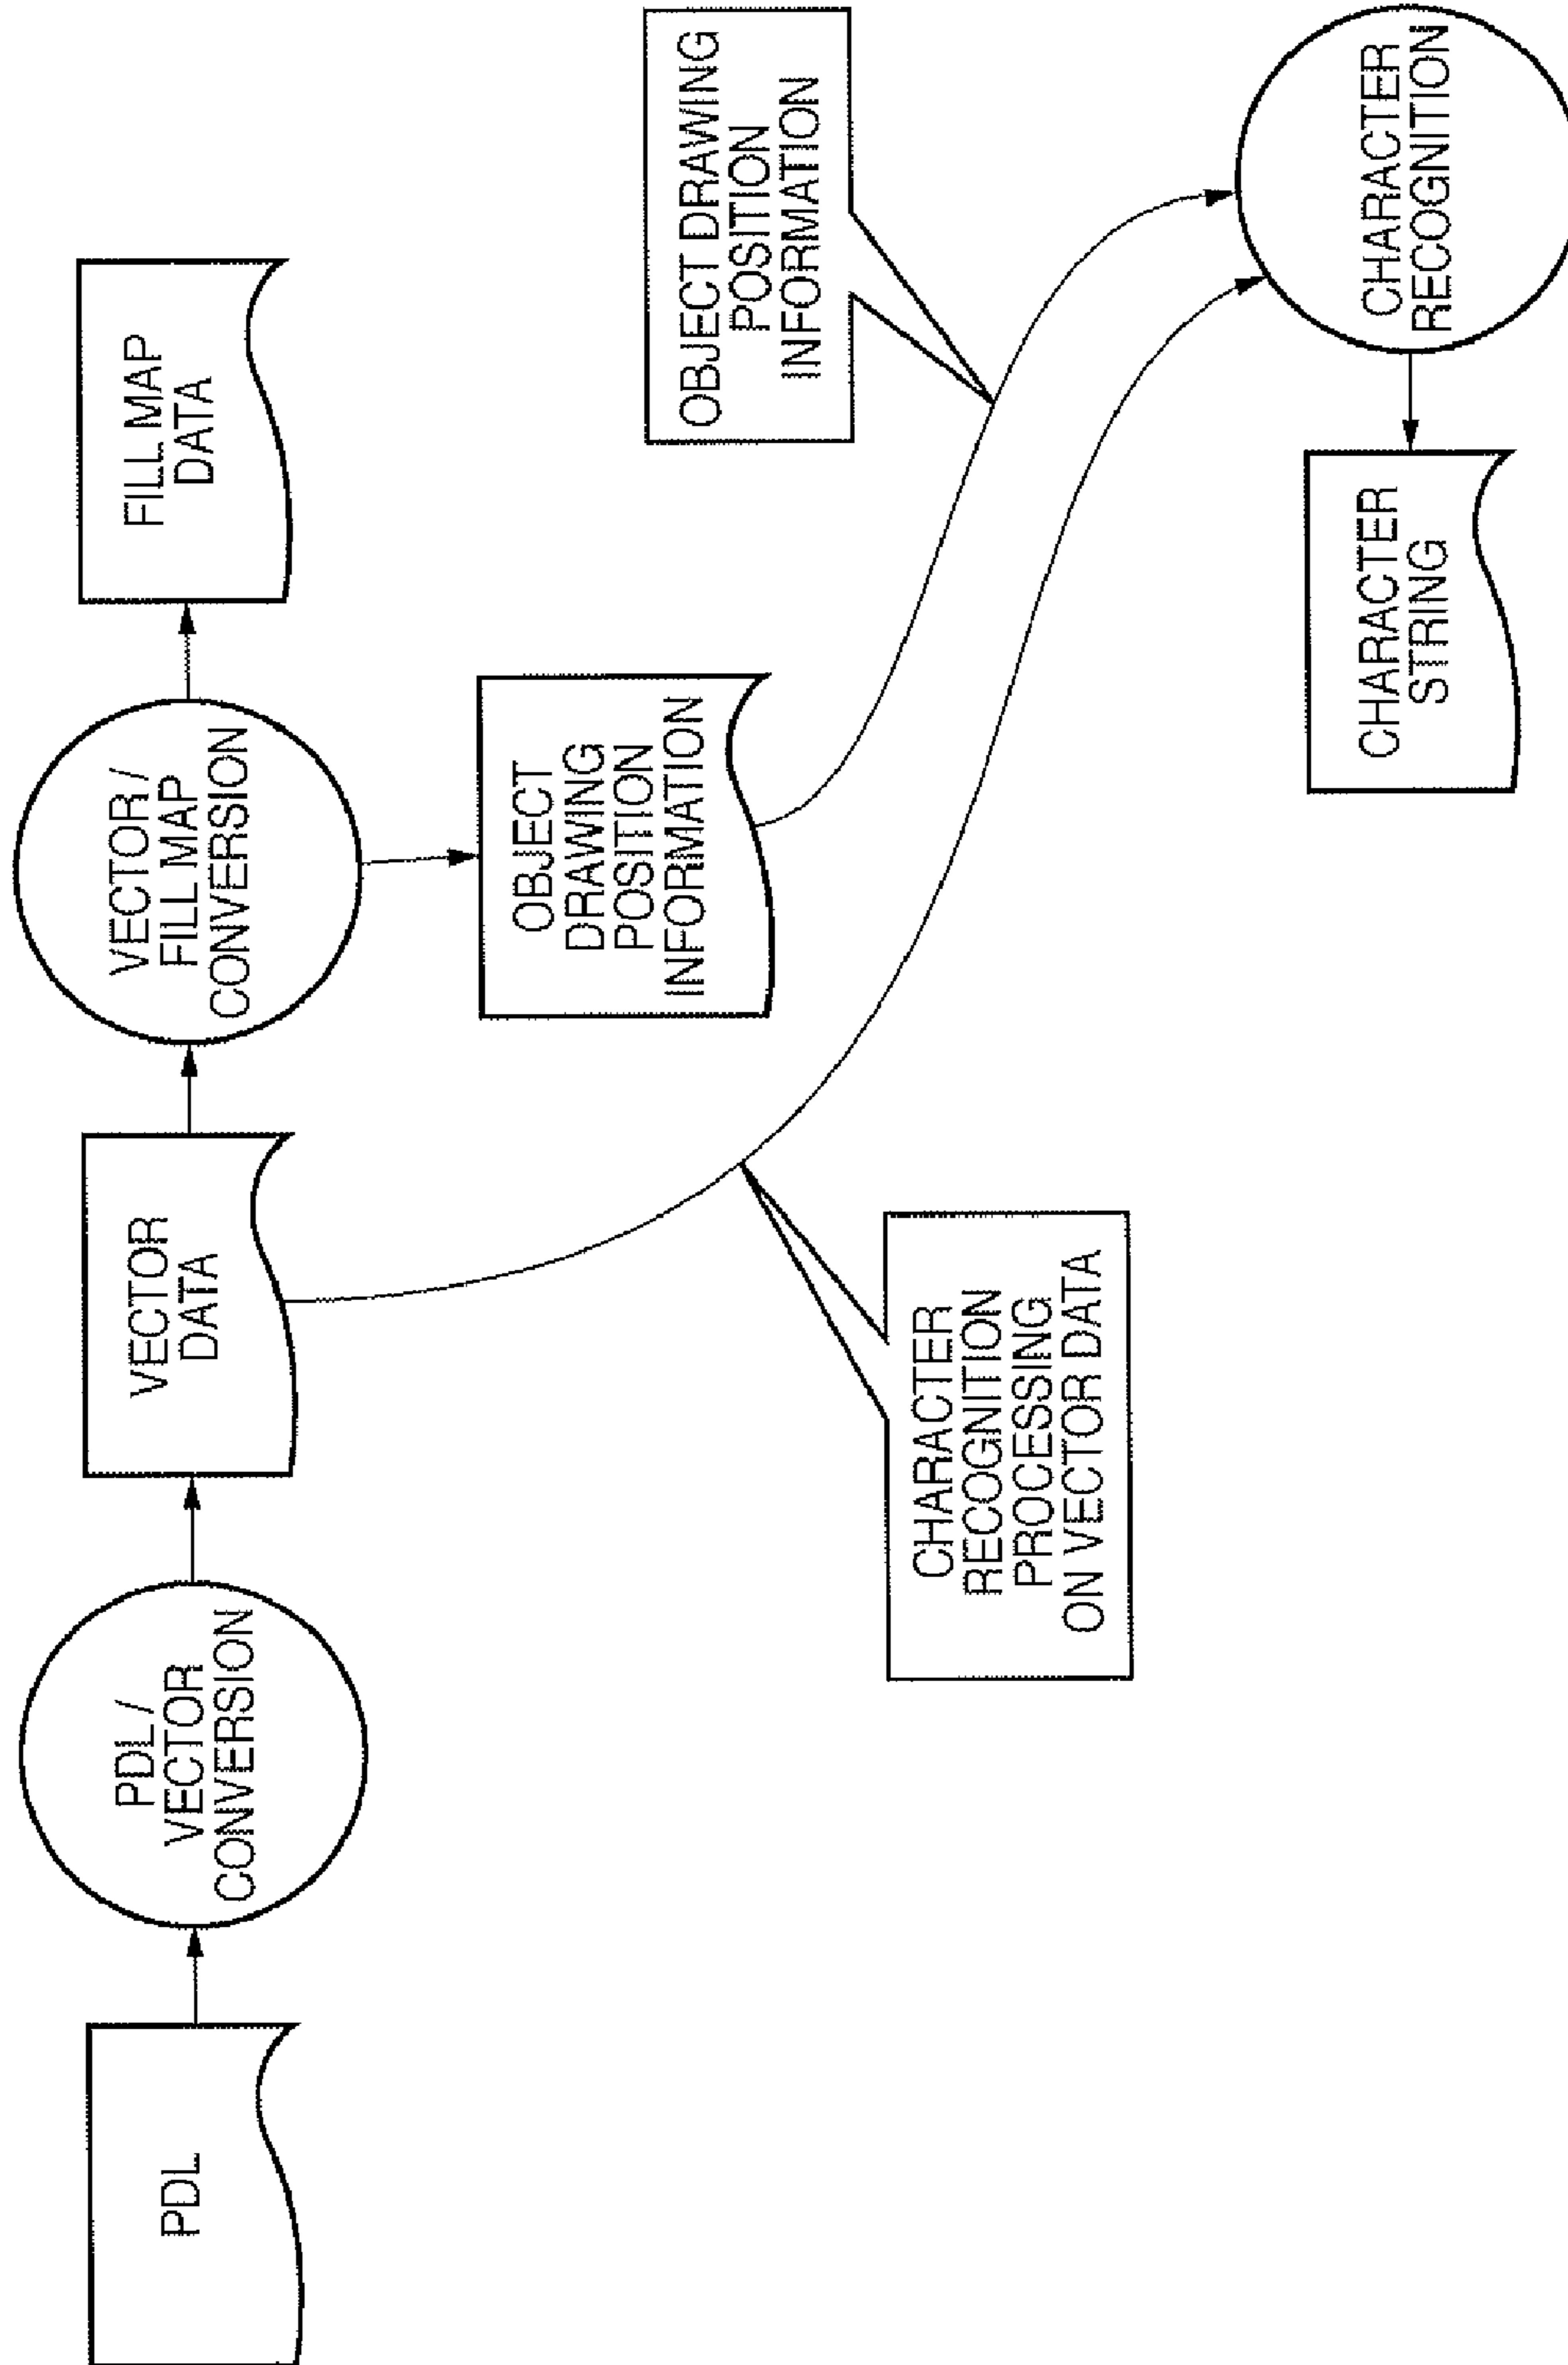 PDL
PDL /
VECTOR
CONVERSION
VECTOR
DATA
VECTOR /
FILL MAP
CONVERSION
FILL MAP
DATA
OBJECT
DRAWING
POSITION
INFORMATION
OBJECT DRAWING
POSITION
INFORMATION
CHARACTER
RECOGNITION
PROCESSING
ON VECTOR DATA
CHARACTER
STRING
CHARACTER
RECOGNITION